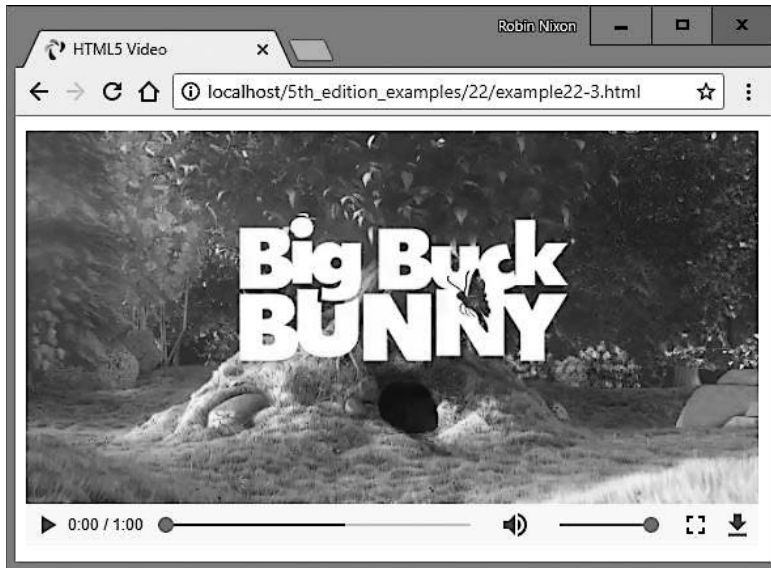 Robin Nixon
HTML5 Video
localhost/5th_edition_examples/22/example22-3.html
Big Buck
BUNNY
0:00 / 1:00